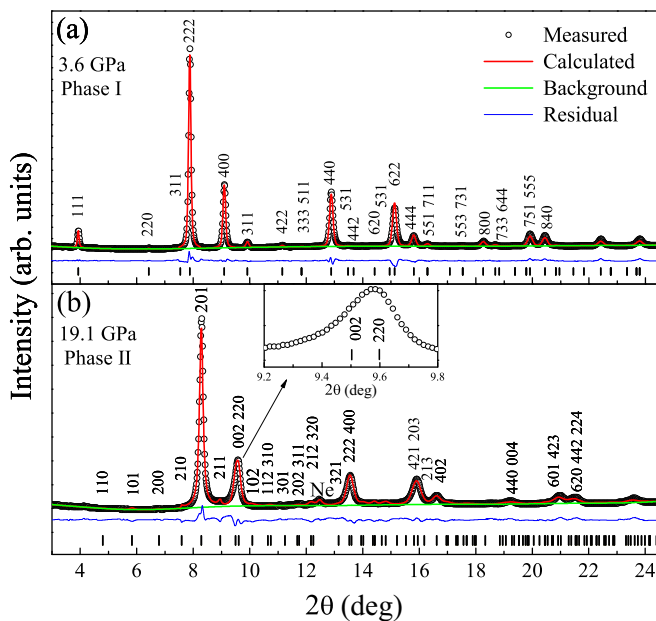 (a)
3.6 GPa
Phase I
Measured
Calculated
Background
Residual
111
220
311
222
400
311
422
333 511
440
531
442
620
531
622
444
551 711
553 731
800
733 644
751 555
840
Intensity (arb. units)
(b)
19.1 GPa
Phase II
110
101
200
210
201
211
002 220
102
112 310
301
202 311
212 320
Ne
321
222 400
421 203
213
402
440 004
601 423
620 442 224
002
220
9.2 9.4 9.6 9.8
2θ (deg)
3 4 6 8 10 12 14 16 18 20 22 24
2θ (deg)